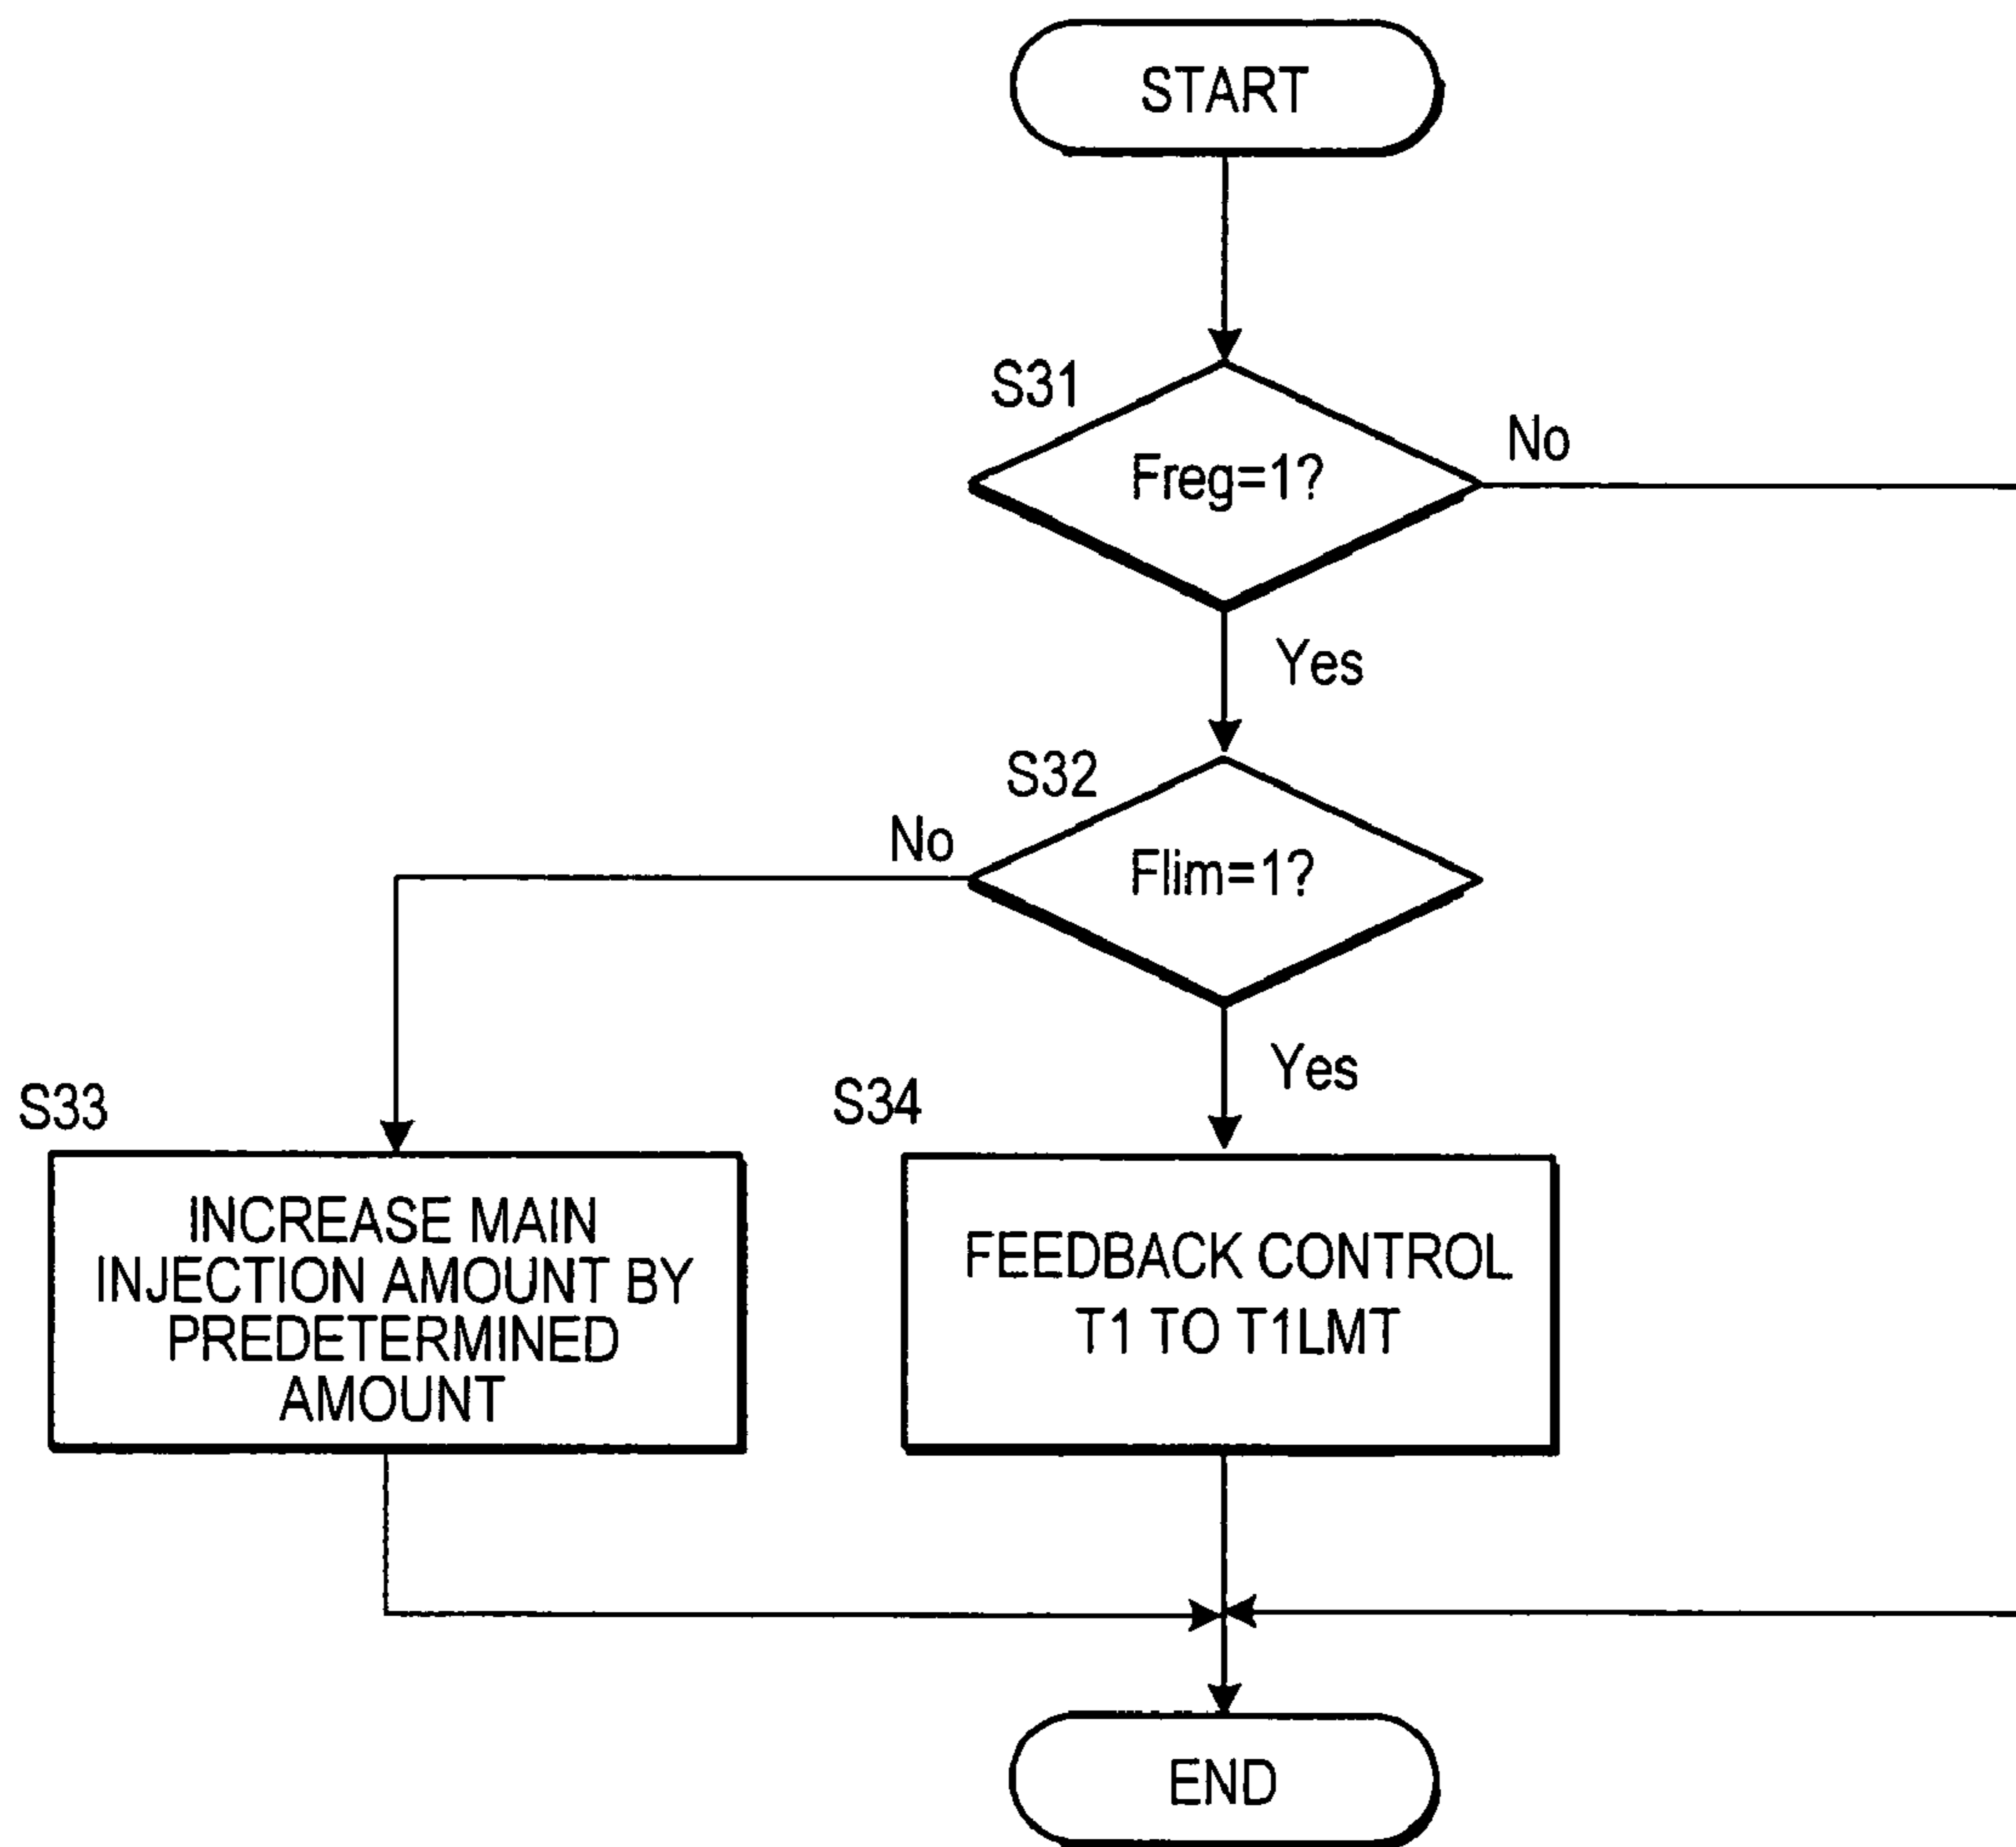 START
S31
Freg=1?
No
Yes
S32
No
Flim=1?
Yes
S33
S34
INCREASE MAIN
INJECTION AMOUNT BY
PREDETERMINED
AMOUNT
FEEDBACK CONTROL
T1 TO T1LMT
END